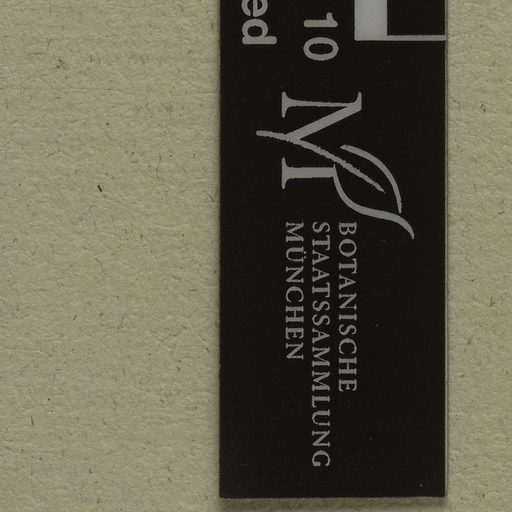 10
ed
M
BOTANISCHE
STAATSSAMMLUNG
MÜNCHEN